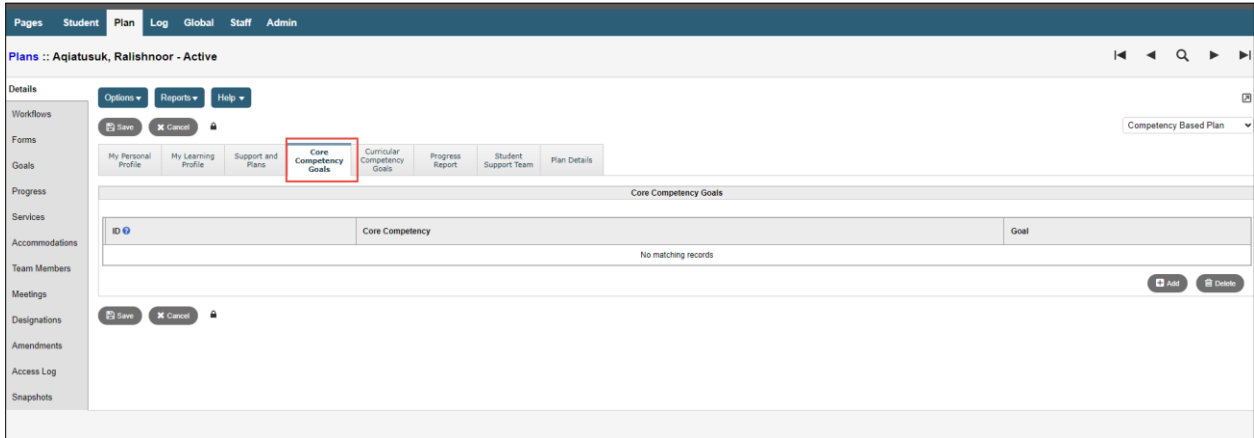 Pages Student Plan Log Global Staff Admin
Plans :: Aqiatusuk, Ralishnoor - Active
Details
Workflows
Forms
Goals
Progress
Services
Accommodations
Team Members
Meetings
Designations
Amendments
Access Log
Snapshots
Options Reports Help
Save Cancel
Competency Based Plan
My Personal Profile
My Learning Profile
Support and Plans
Core Competency Goals
Curricular Competency Goals
Progress Report
Student Support Team
Plan Details
Core Competency Goals
ID Core Competency Goal
No matching records
Add Delete
Save Cancel